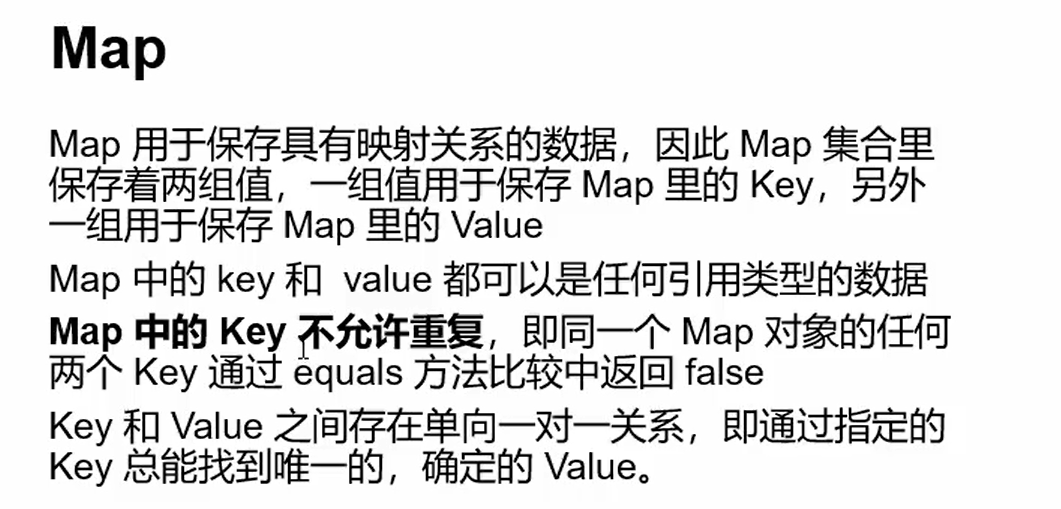 Map
Map 用于保存具有映射关系的数据，因此 Map 集合里
保存着两组值，一组值用于保存 Map 里的 Key，另外
一组用于保存 Map 里的 Value
Map 中的 key 和  value 都可以是任何引用类型的数据
Map 中的 Key 不允许重复，即同一个 Map 对象的任何
两个 Key 通过 equals 方法比较中返回 false
Key 和 Value 之间存在单向一对一关系，即通过指定的
Key 总能找到唯一的，确定的 Value。